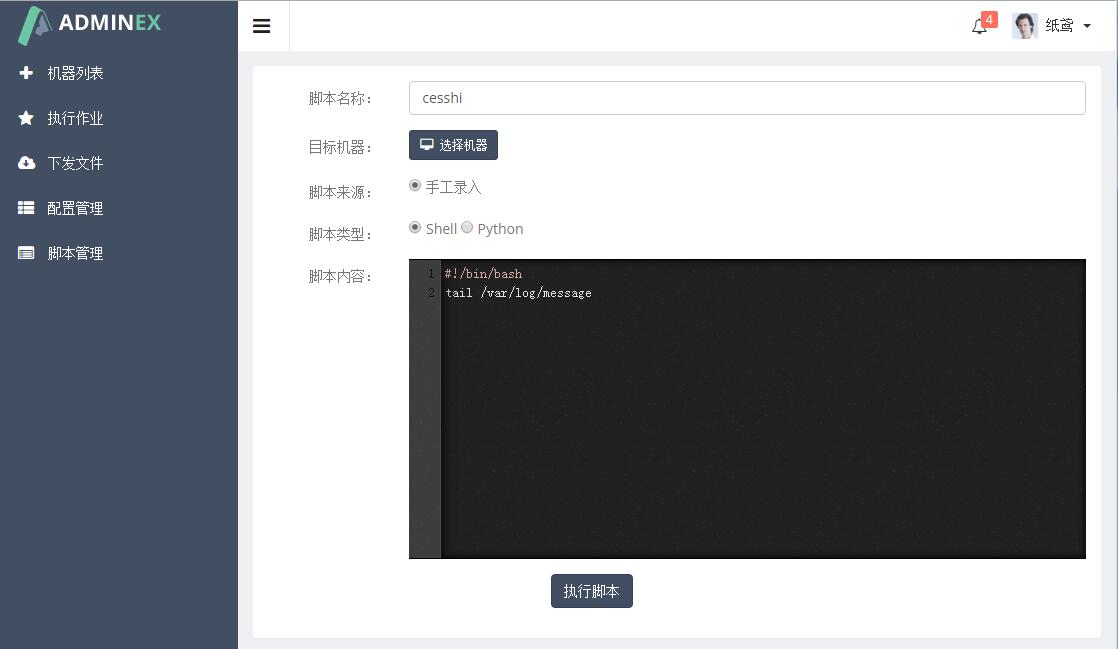 ADMINEX
4
纸鸢
机器列表
执行作业
下发文件
配置管理
脚本管理
脚本名称：
cesshi
目标机器：
选择机器
脚本来源：
手工录入
脚本类型：
Shell Python
脚本内容：
1 #!/bin/bash
2 tail /var/log/message
执行脚本